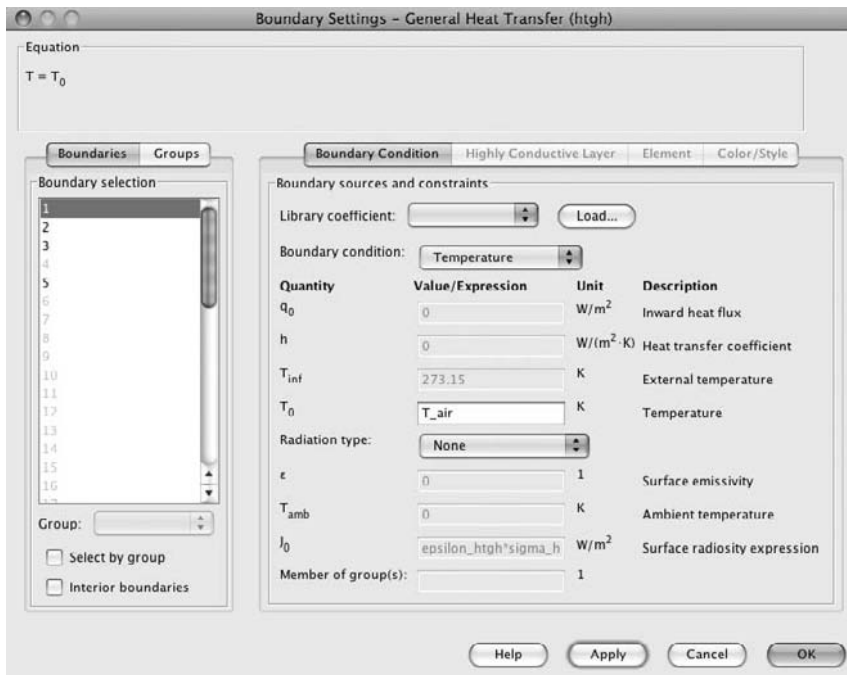 Boundary Settings – General Heat Transfer (htgh)
Equation
T = T₀
Boundaries Groups
Boundary selection
1
2
3
4
5
6
7
8
9
10
11
12
13
14
15
16
Group:
Select by group
Interior boundaries
Boundary Condition Highly Conductive Layer Element Color/Style
Boundary sources and constraints
Library coefficient: Load...
Boundary condition: Temperature
Quantity Value/Expression Unit Description
q₀ 0 W/m² Inward heat flux
h 0 W/(m²·K) Heat transfer coefficient
T_inf 273.15 K External temperature
T₀ T_air K Temperature
Radiation type: None
ε 0 1 Surface emissivity
T_amb 0 K Ambient temperature
J₀ epsilon_htgh*sigma_h W/m² Surface radiosity expression
Member of group(s): 1
Help Apply Cancel OK